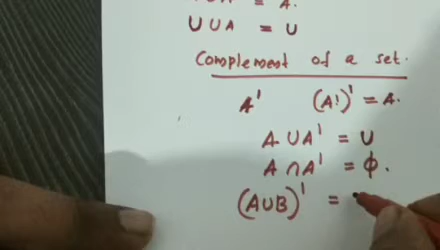 = A.
U ∪ A = U
Complement of a set.
A' (A')' = A.
A ∪ A' = U
A ∩ A' = ϕ.
(A∪B)' =